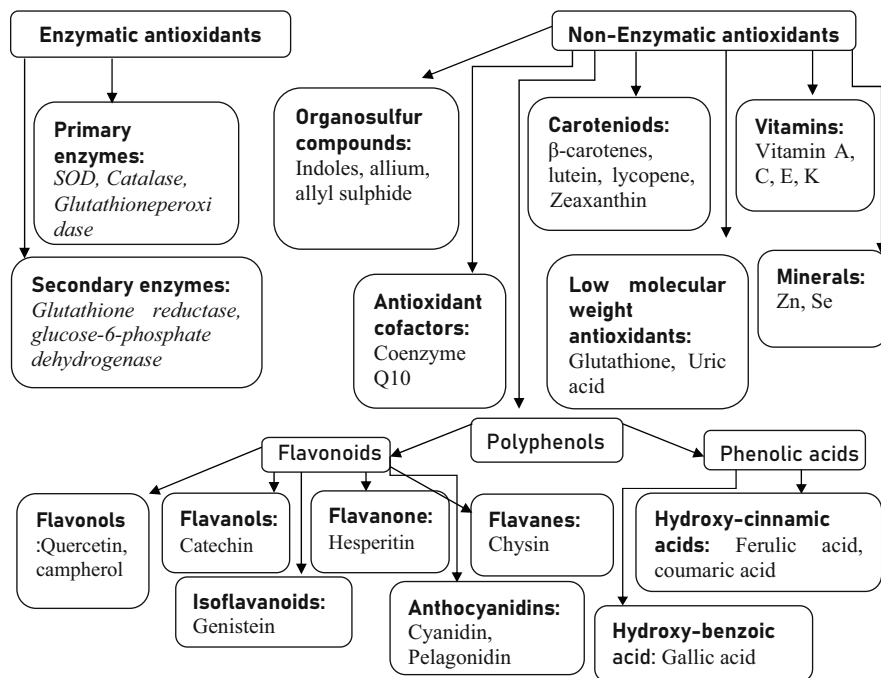 Enzymatic antioxidants
Non-Enzymatic antioxidants
Primary
enzymes:
SOD, Catalase,
Glutathioneperoxi
dase
Secondary enzymes:
Glutathione reductase,
glucose-6-phosphate
dehydrogenase
Organosulfur
compounds:
Indoles, allium,
allyl sulphide
Caroteniods:
β-carotenes,
lutein, lycopene,
Zeaxanthin
Vitamins:
Vitamin A,
C, E, K
Antioxidant
cofactors:
Coenzyme
Q10
Low molecular
weight
antioxidants:
Glutathione, Uric
acid
Minerals:
Zn, Se
Polyphenols
Flavonoids
Phenolic acids
Flavonols
:Quercetin,
campherol
Flavanols:
Catechin
Flavanone:
Hesperitin
Flavanes:
Chysin
Isoflavanoids:
Genistein
Anthocyanidins:
Cyanidin,
Pelagonidin
Hydroxy-cinnamic
acids: Ferulic acid,
coumaric acid
Hydroxy-benzoic
acid: Gallic acid